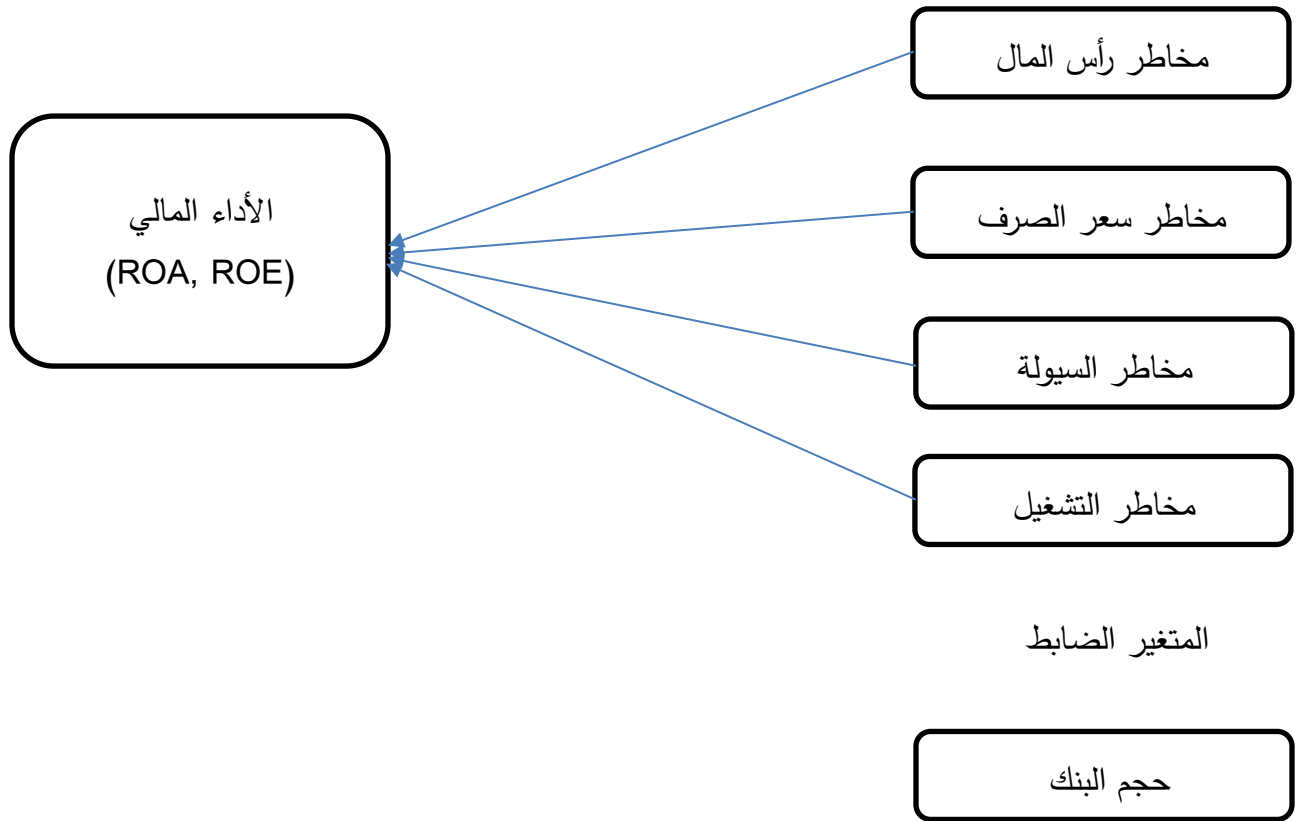 مخاطر رأس المال
مخاطر سعر الصرف
الأداء المالي
(ROA, ROE)
مخاطر السيولة
مخاطر التشغيل
المتغير الضابط
حجم البنك